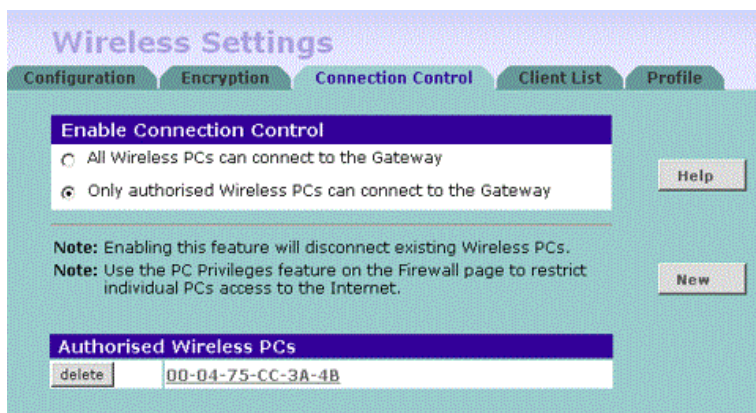 Wireless Settings
Configuration Encryption Connection Control Client List Profile
Enable Connection Control
All Wireless PCs can connect to the Gateway
Only authorised Wireless PCs can connect to the Gateway
Help
Note: Enabling this feature will disconnect existing Wireless PCs.
Note: Use the PC Privileges feature on the Firewall page to restrict
individual PCs access to the Internet.
New
Authorised Wireless PCs
delete 00-04-75-CC-3A-4B